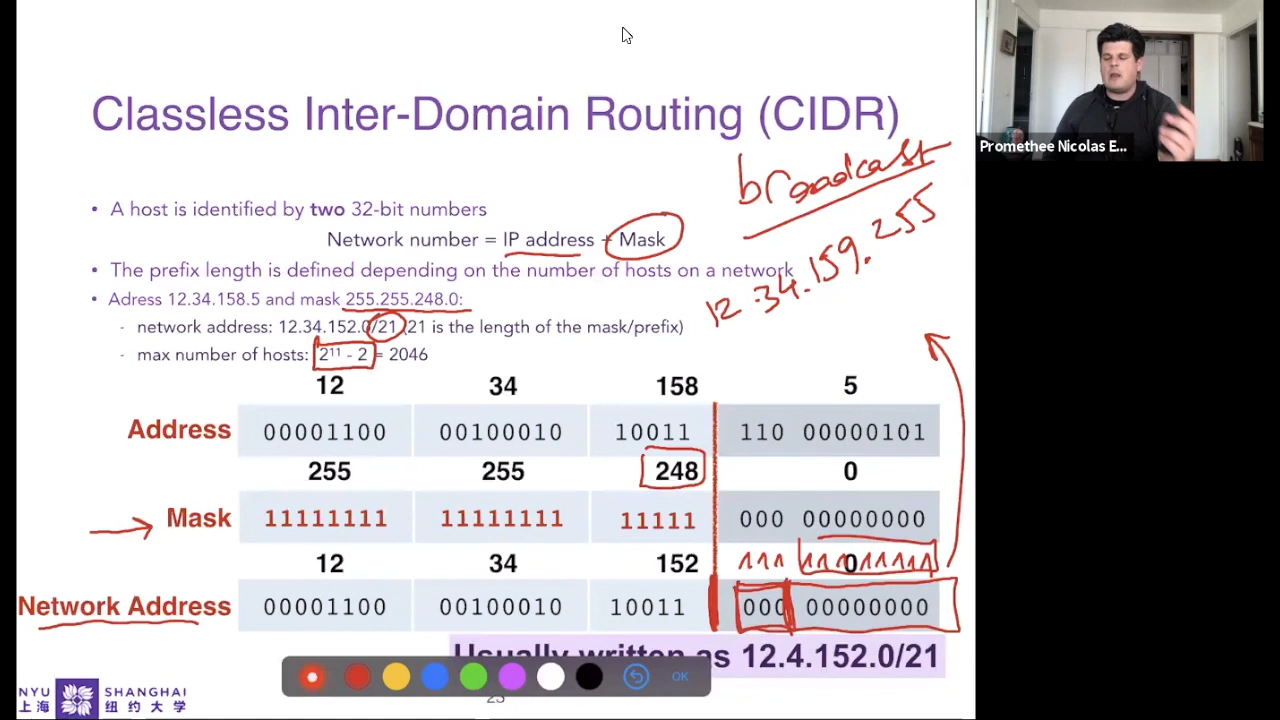 Classless Inter-Domain Routing (CIDR)
Promethee Nicolas E...
broadcast
12.34.159.255
• A host is identified by two 32-bit numbers
Network number = IP address + Mask
• The prefix length is defined depending on the number of hosts on a network
• Adress 12.34.158.5 and mask 255.255.248.0:
- network address: 12.34.152.0/21 (21 is the length of the mask/prefix)
- max number of hosts: 2¹¹ - 2 = 2046
12 34 158 5
Address 00001100 00100010 10011 110 00000101
255 255 248 0
Mask 11111111 11111111 11111 000 00000000
111 11111111
12 34 152 0
Network Address 00001100 00100010 10011 000 00000000
Usually written as 12.4.152.0/21
OK
NYU SHANGHAI
上海 纽约大学